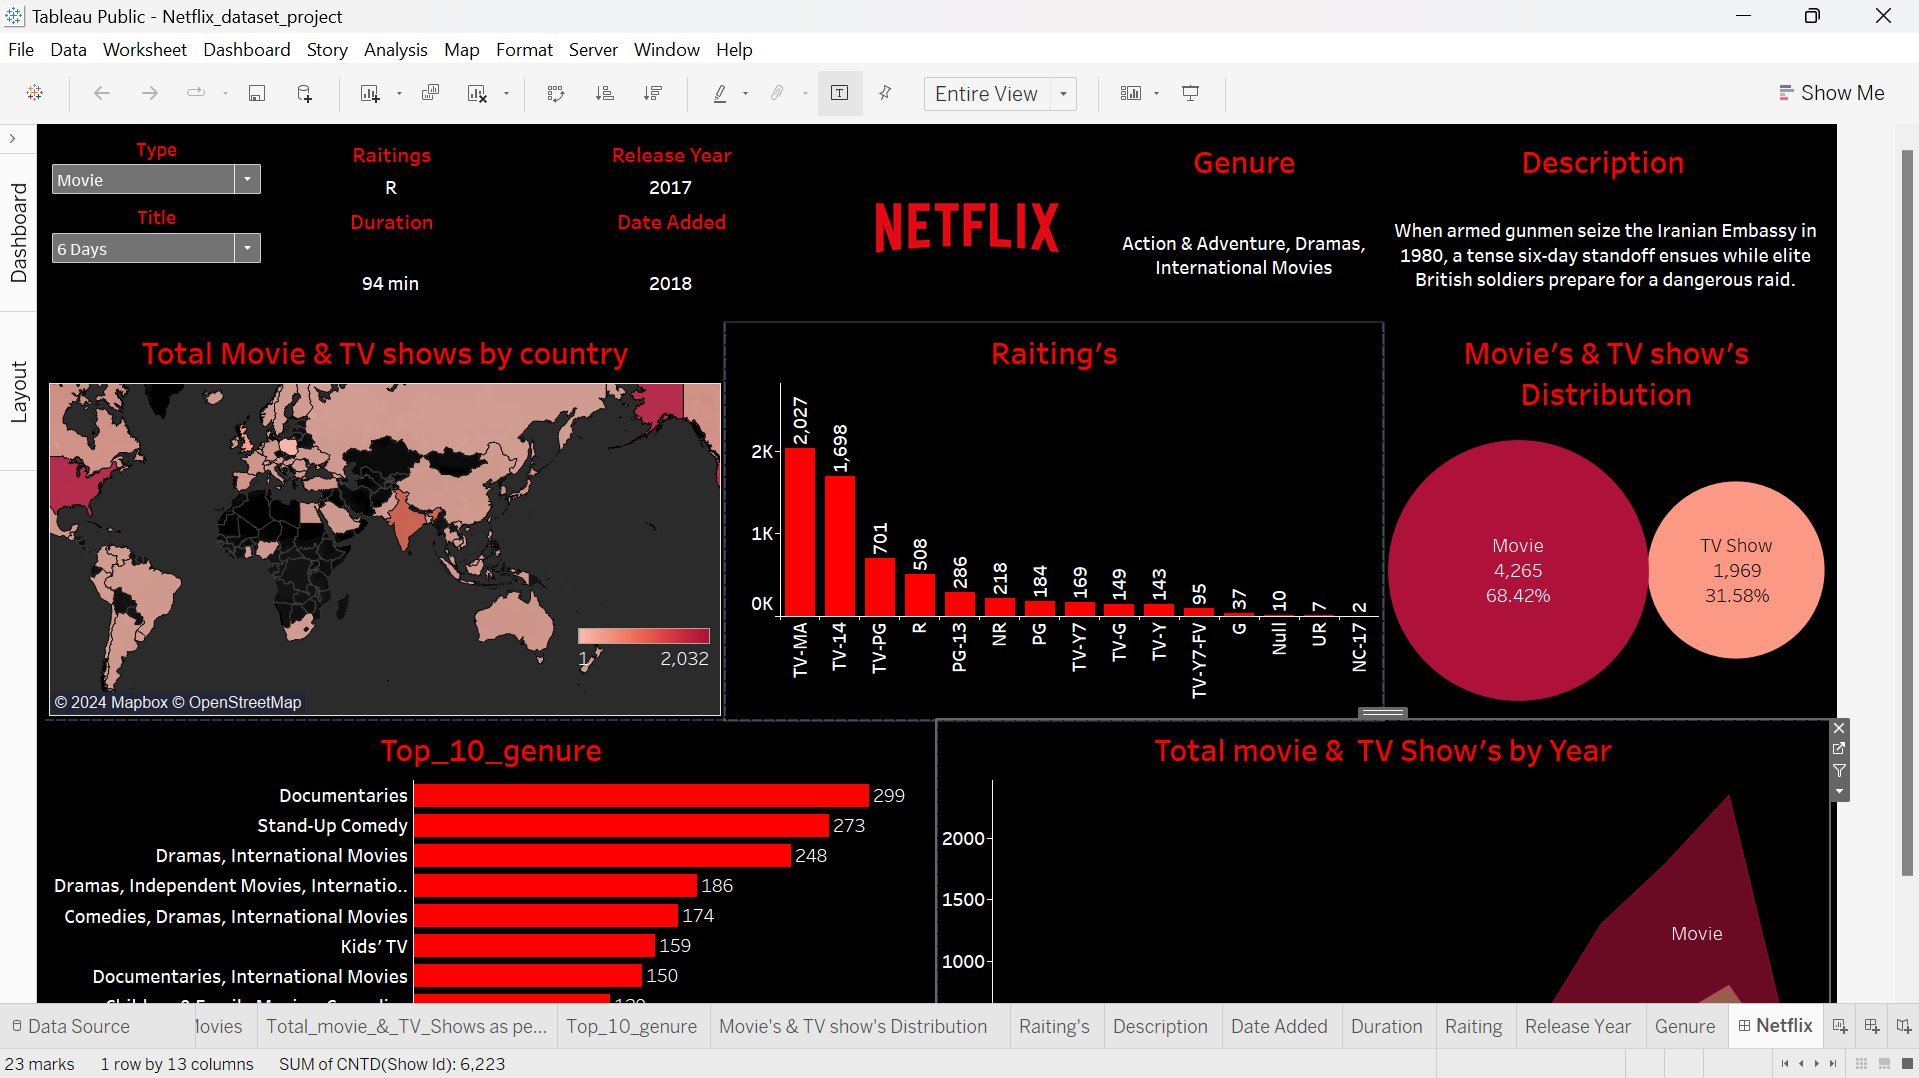 Tableau Public - Netflix_dataset_project
File Data Worksheet Dashboard Story Analysis Map Format Server Window Help
Entire View
Show Me
Dashboard
Layout
Type
Movie
Title
6 Days
Raitings
R
Duration
94 min
Release Year
2017
Date Added
2018
NETFLIX
Genure
Action & Adventure, Dramas,
International Movies
Description
When armed gunmen seize the Iranian Embassy in
1980, a tense six-day standoff ensues while elite
British soldiers prepare for a dangerous raid.
Total Movie & TV shows by country
1 2,032
© 2024 Mapbox © OpenStreetMap
Raiting’s
2K
1K
0K
2,027
1,698
701
508
286
218
184
169
149
143
95
37
10
7
2
TV-MA
TV-14
TV-PG
R
PG-13
NR
PG
TV-Y7
TV-G
TV-Y
TV-Y7-FV
G
Null
UR
NC-17
Movie’s & TV show’s
Distribution
Movie
4,265
68.42%
TV Show
1,969
31.58%
Top_10_genure
Documentaries 299
Stand-Up Comedy 273
Dramas, International Movies 248
Dramas, Independent Movies, Internatio.. 186
Comedies, Dramas, International Movies 174
Kids’ TV 159
Documentaries, International Movies 150
Total movie & TV Show’s by Year
2000
1500
1000
Movie
Data Source
Total_movie_&_TV_Shows as pe... Top_10_genure Movie's & TV show's Distribution Raiting's Description Date Added Duration Raiting Release Year Genure Netflix
23 marks 1 row by 13 columns SUM of CNTD(Show Id): 6,223